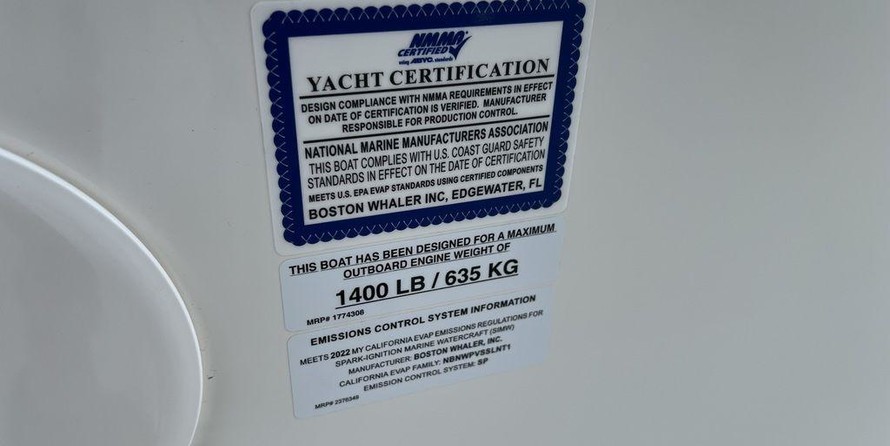 NMMA
CERTIFIED
using ABYC standards
YACHT CERTIFICATION
DESIGN COMPLIANCE WITH NMMA REQUIREMENTS IN EFFECT
ON DATE OF CERTIFICATION IS VERIFIED. MANUFACTURER
RESPONSIBLE FOR PRODUCTION CONTROL.
NATIONAL MARINE MANUFACTURERS ASSOCIATION
THIS BOAT COMPLIES WITH U.S. COAST GUARD SAFETY
STANDARDS IN EFFECT ON THE DATE OF CERTIFICATION
MEETS U.S. EPA EVAP STANDARDS USING CERTIFIED COMPONENTS
BOSTON WHALER INC, EDGEWATER, FL
THIS BOAT HAS BEEN DESIGNED FOR A MAXIMUM
OUTBOARD ENGINE WEIGHT OF
1400 LB / 635 KG
MRP# 1774308
EMISSIONS CONTROL SYSTEM INFORMATION
MEETS 2022 MY CALIFORNIA EVAP EMISSIONS REGULATIONS FOR
SPARK-IGNITION MARINE WATERCRAFT (SIMW)
MANUFACTURER: BOSTON WHALER, INC.
CALIFORNIA EVAP FAMILY: NBNWPVSSLNT1
EMISSION CONTROL SYSTEM: SP
MRP# 2378349